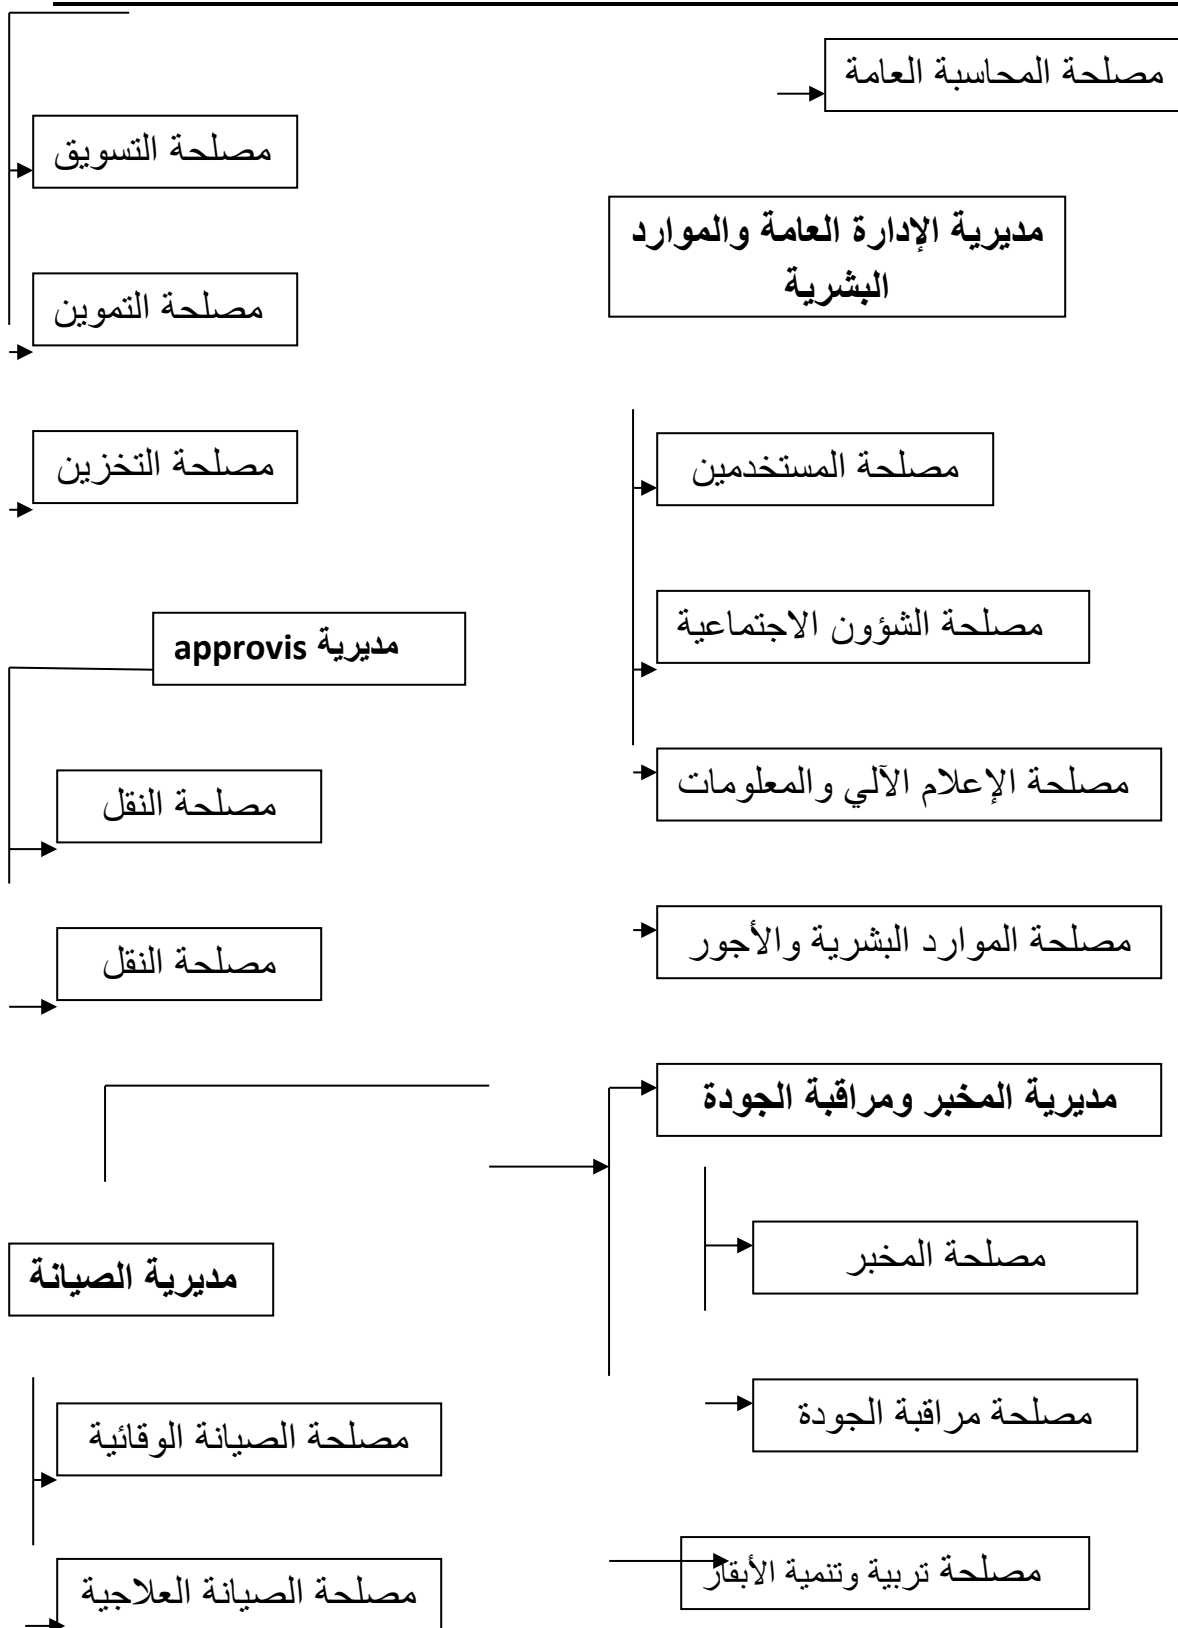 مصلحة المحاسبة العامة
مصلحة التسويق
مديرية الإدارة العامة والموارد
البشرية
مصلحة التموين
مصلحة المستخدمين
مصلحة التخزين
مصلحة الشؤون الاجتماعية
مديرية approvis
مصلحة الإعلام الآلي والمعلومات
مصلحة النقل
مصلحة الموارد البشرية والأجور
مصلحة النقل
مديرية المخبر ومراقبة الجودة
مصلحة المخبر
مديرية الصيانة
مصلحة مراقبة الجودة
مصلحة الصيانة الوقائية
مصلحة تربية وتنمية الأبقار
مصلحة الصيانة العلاجية